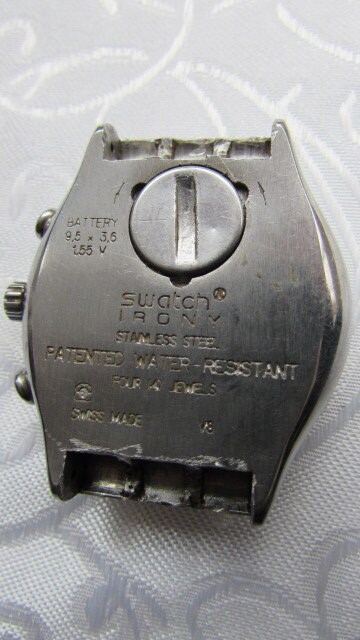 BATTERY
9,5 x 3,6
1.55 V
swatch
IRONY
STAINLESS STEEL
PATENTED WATER-RESISTANT
FOUR (4) JEWELS
SWISS MADE V8